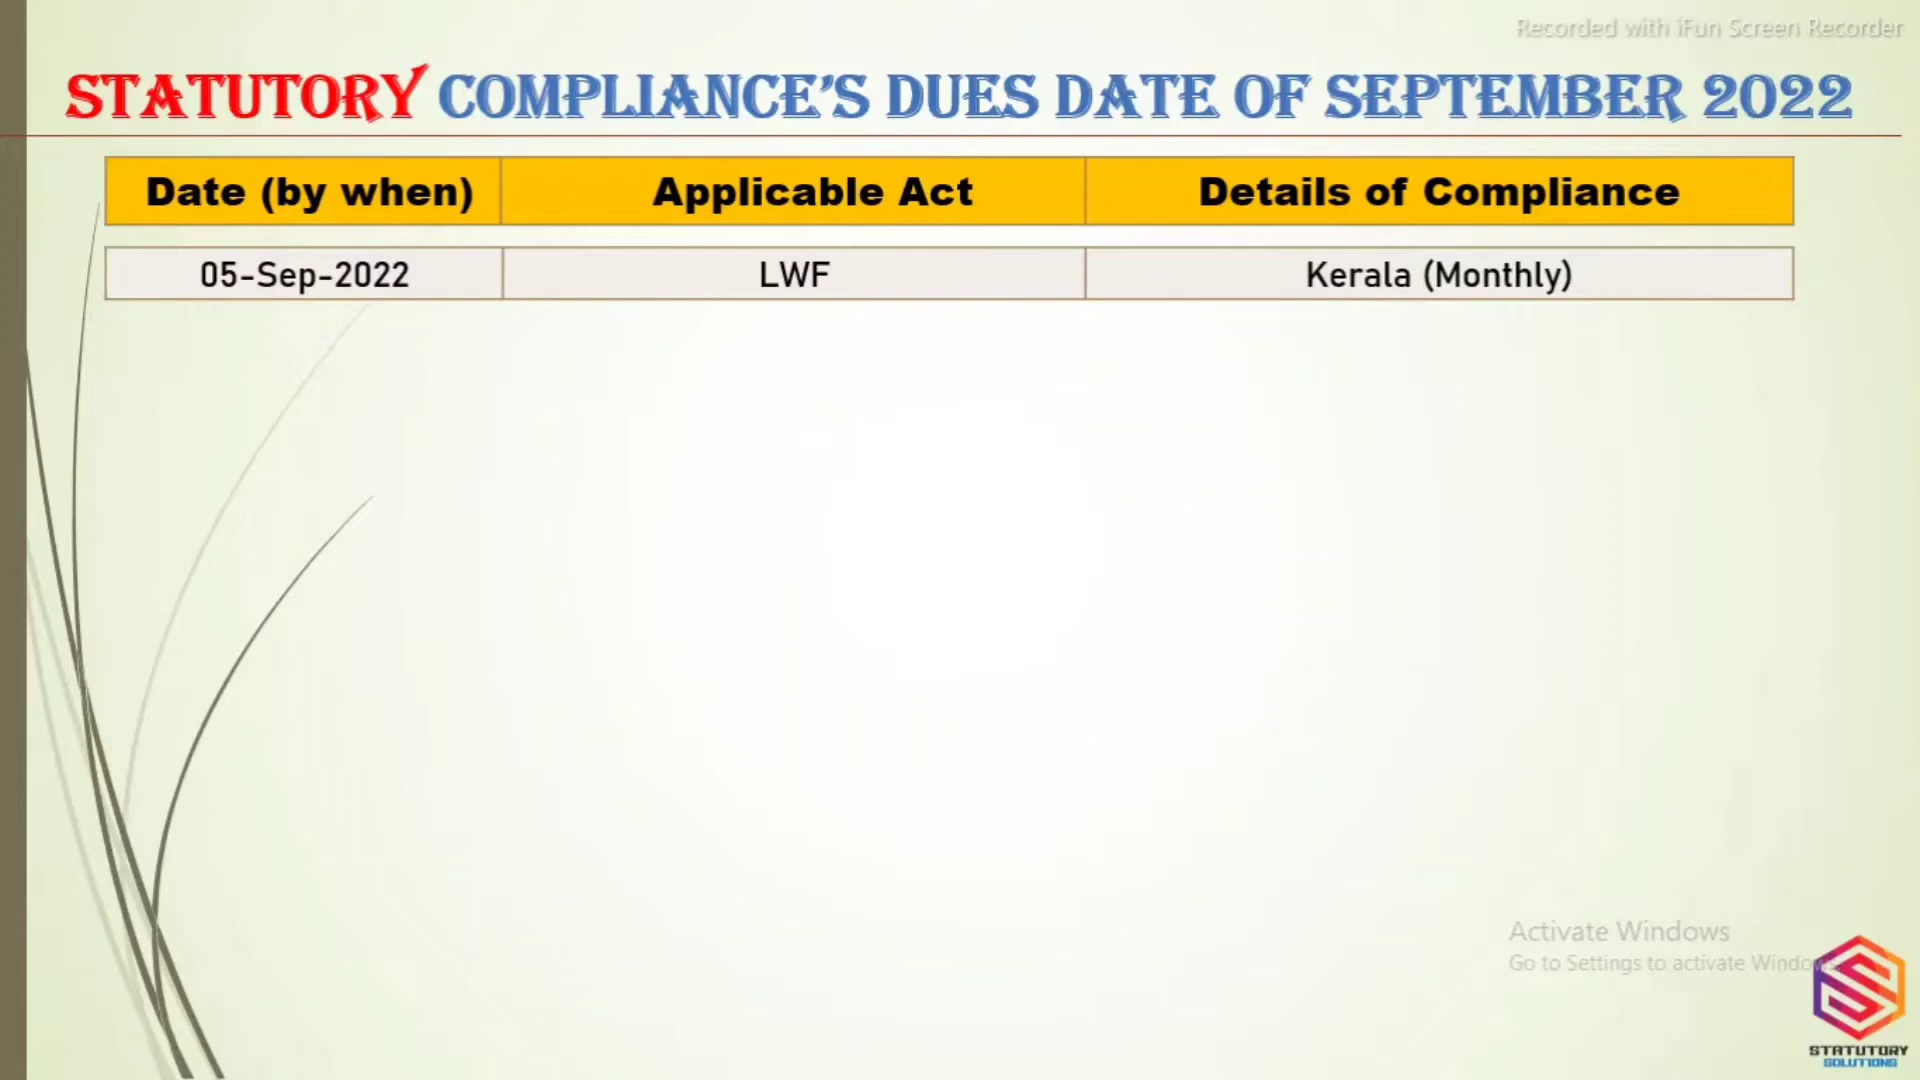 Recorded with iFun Screen Recorder
STATUTORY COMPLIANCE'S DUES DATE OF SEPTEMBER 2022
Date (by when) Applicable Act Details of Compliance
05-Sep-2022 LWF Kerala (Monthly)
Activate Windows
Go to Settings to activate Windows.
STATUTORY
SOLUTIONS